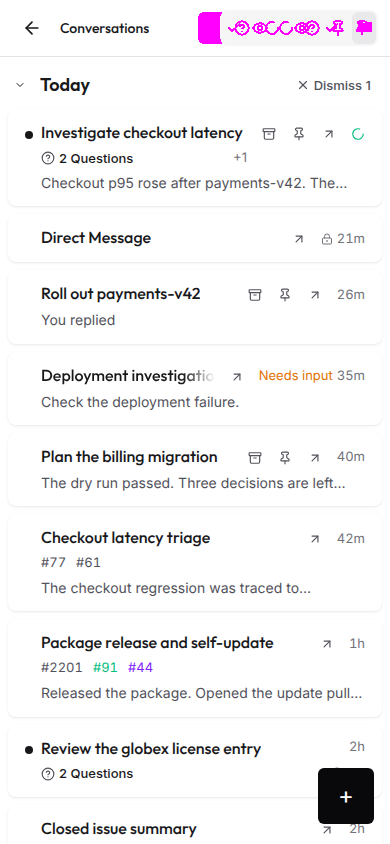 Conversations
Today
Dismiss 1
Investigate checkout latency
2 Questions
+1
Checkout p95 rose after payments-v42. The...
Direct Message
21m
Roll out payments-v42
26m
You replied
Deployment investigatio
Needs input 35m
Check the deployment failure.
Plan the billing migration
40m
The dry run passed. Three decisions are left...
Checkout latency triage
42m
#77 #61
The checkout regression was traced to...
Package release and self-update
1h
#2201 #91 #44
Released the package. Opened the update pull...
Review the globex license entry
2h
2 Questions
Closed issue summary
2h